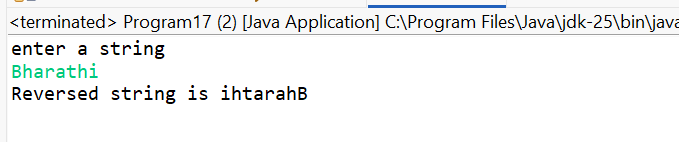 <terminated> Program17 (2) [Java Application] C:\Program Files\Java\jdk-25\bin\java
enter a string
Bharathi
Reversed string is ihtarahB